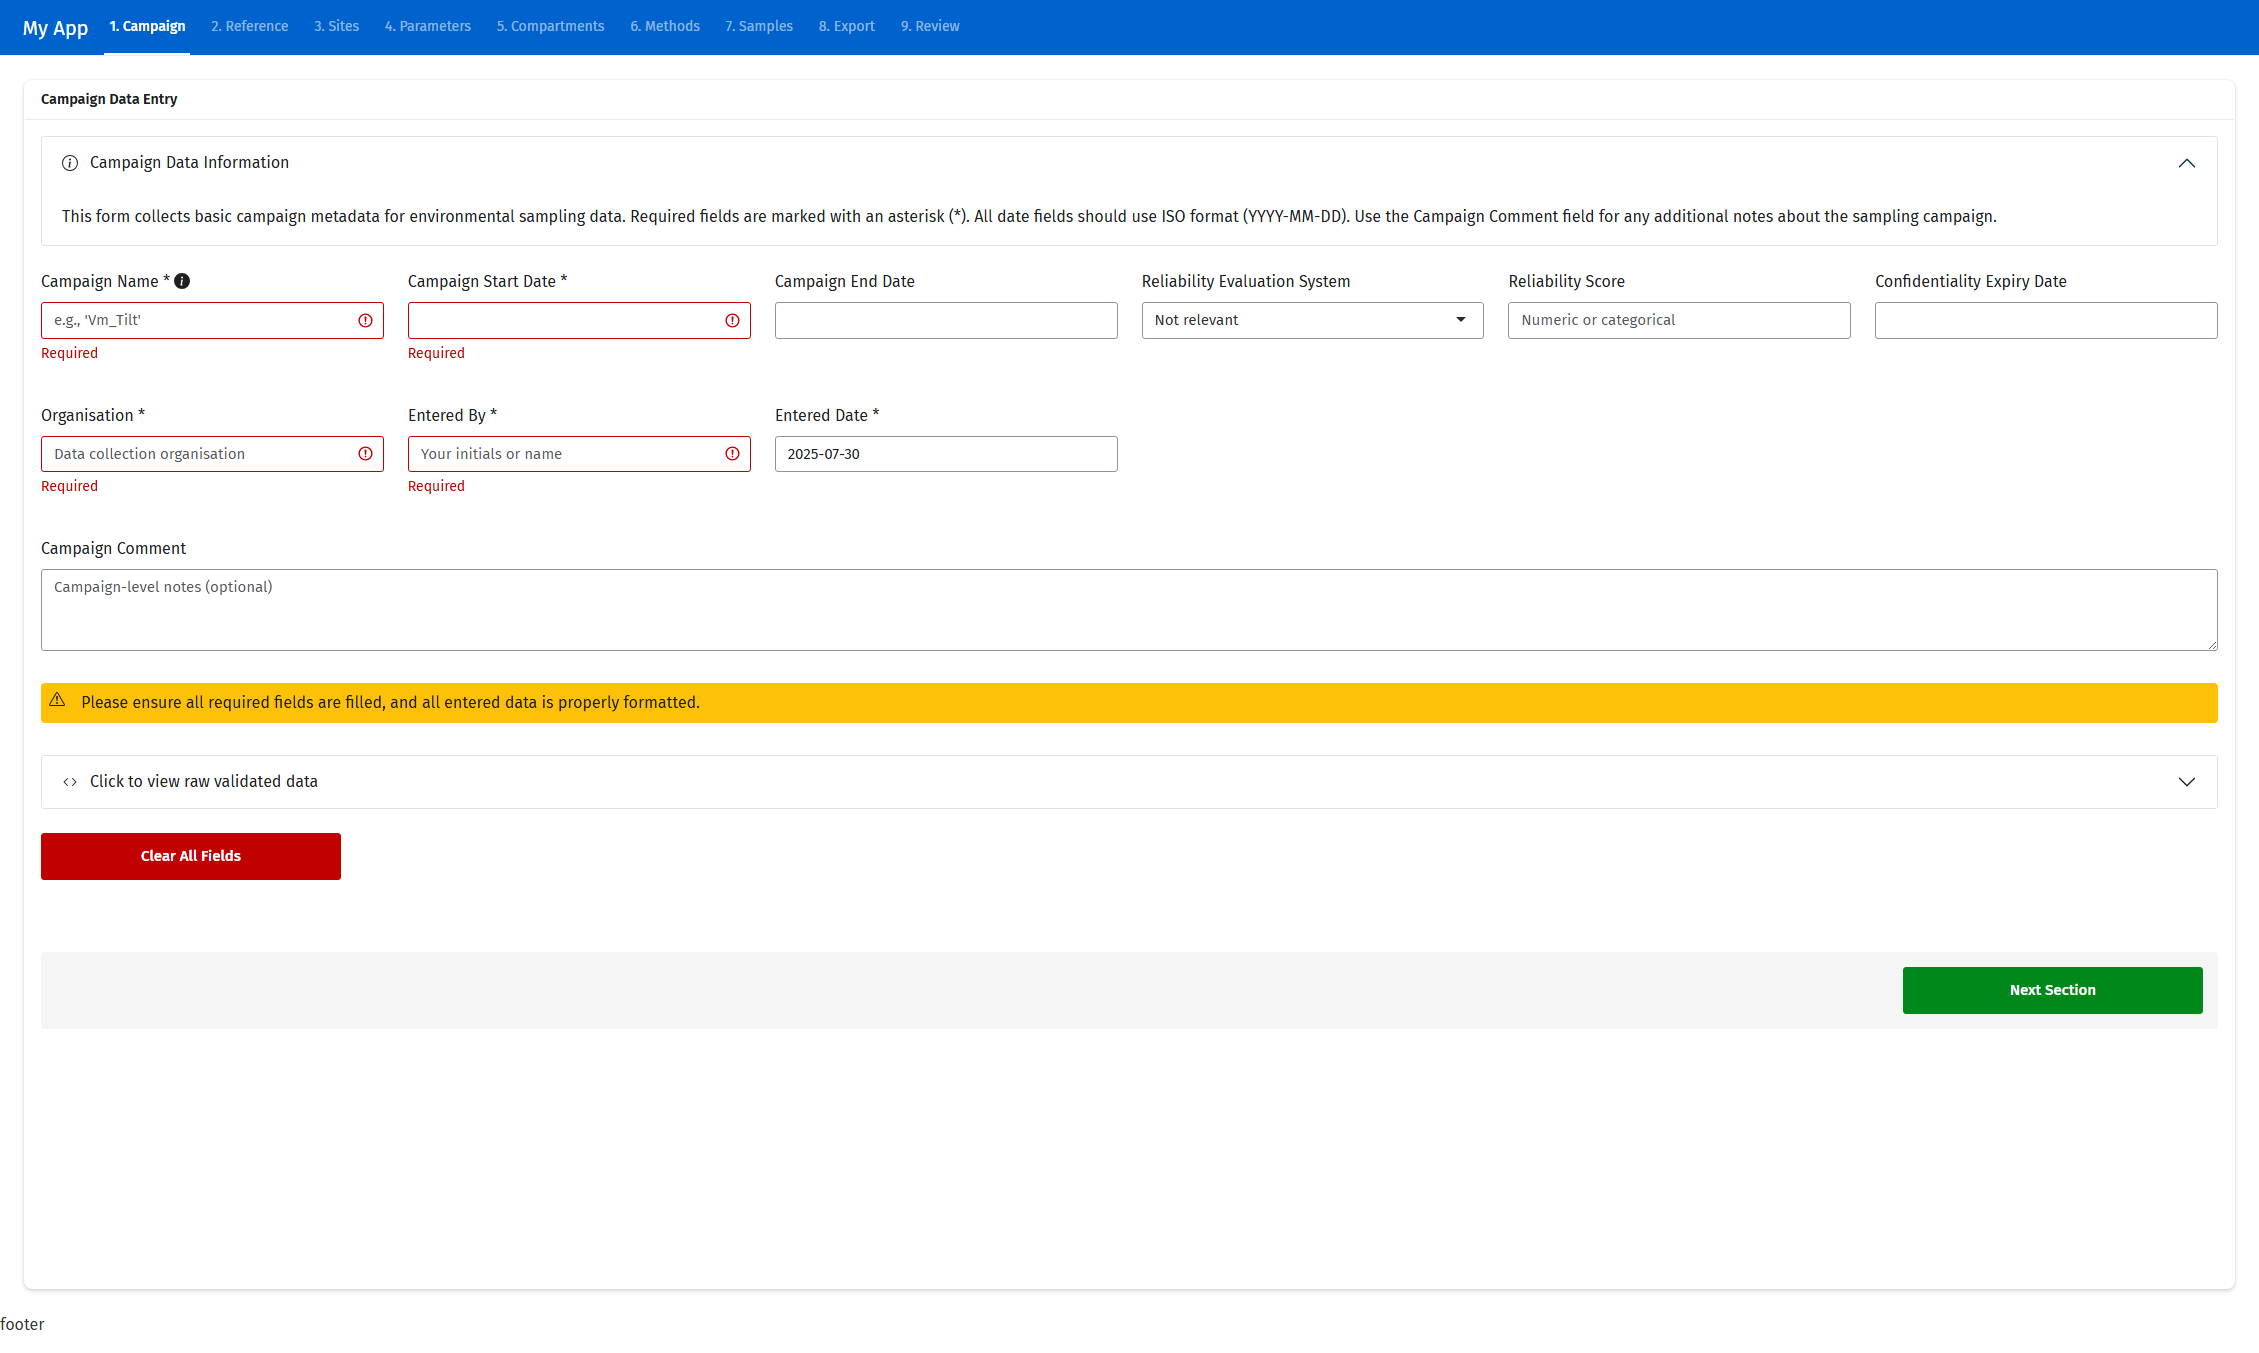 My App 1. Campaign 2. Reference 3. Sites 4. Parameters 5. Compartments 6. Methods 7. Samples 8. Export 9. Review
Campaign Data Entry
Campaign Data Information
This form collects basic campaign metadata for environmental sampling data. Required fields are marked with an asterisk (*). All date fields should use ISO format (YYYY-MM-DD). Use the Campaign Comment field for any additional notes about the sampling campaign.
Campaign Name * Campaign Start Date * Campaign End Date Reliability Evaluation System Reliability Score Confidentiality Expiry Date
e.g., 'Vm_Tilt' Not relevant Numeric or categorical
Required Required
Organisation * Entered By * Entered Date *
Data collection organisation Your initials or name 2025-07-30
Required Required
Campaign Comment
Campaign-level notes (optional)
Please ensure all required fields are filled, and all entered data is properly formatted.
Click to view raw validated data
Clear All Fields
Next Section
footer